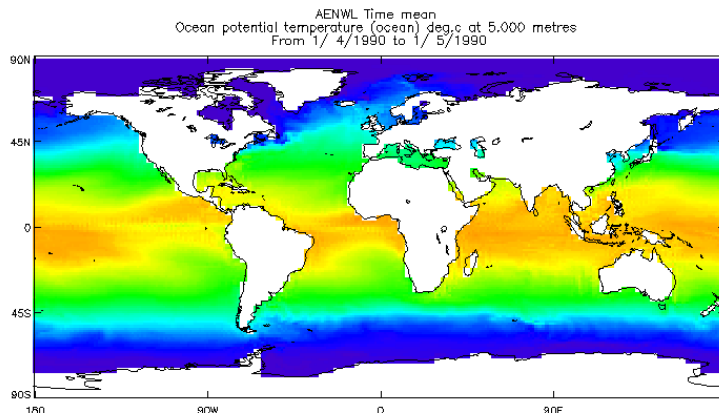 AENWL Time mean
Ocean potential temperature (ocean) deg.c at 5.000 metres
From 1/ 4/1990 to 1/ 5/1990
90N
45N
0
45S
90S
180
90W
0
90E